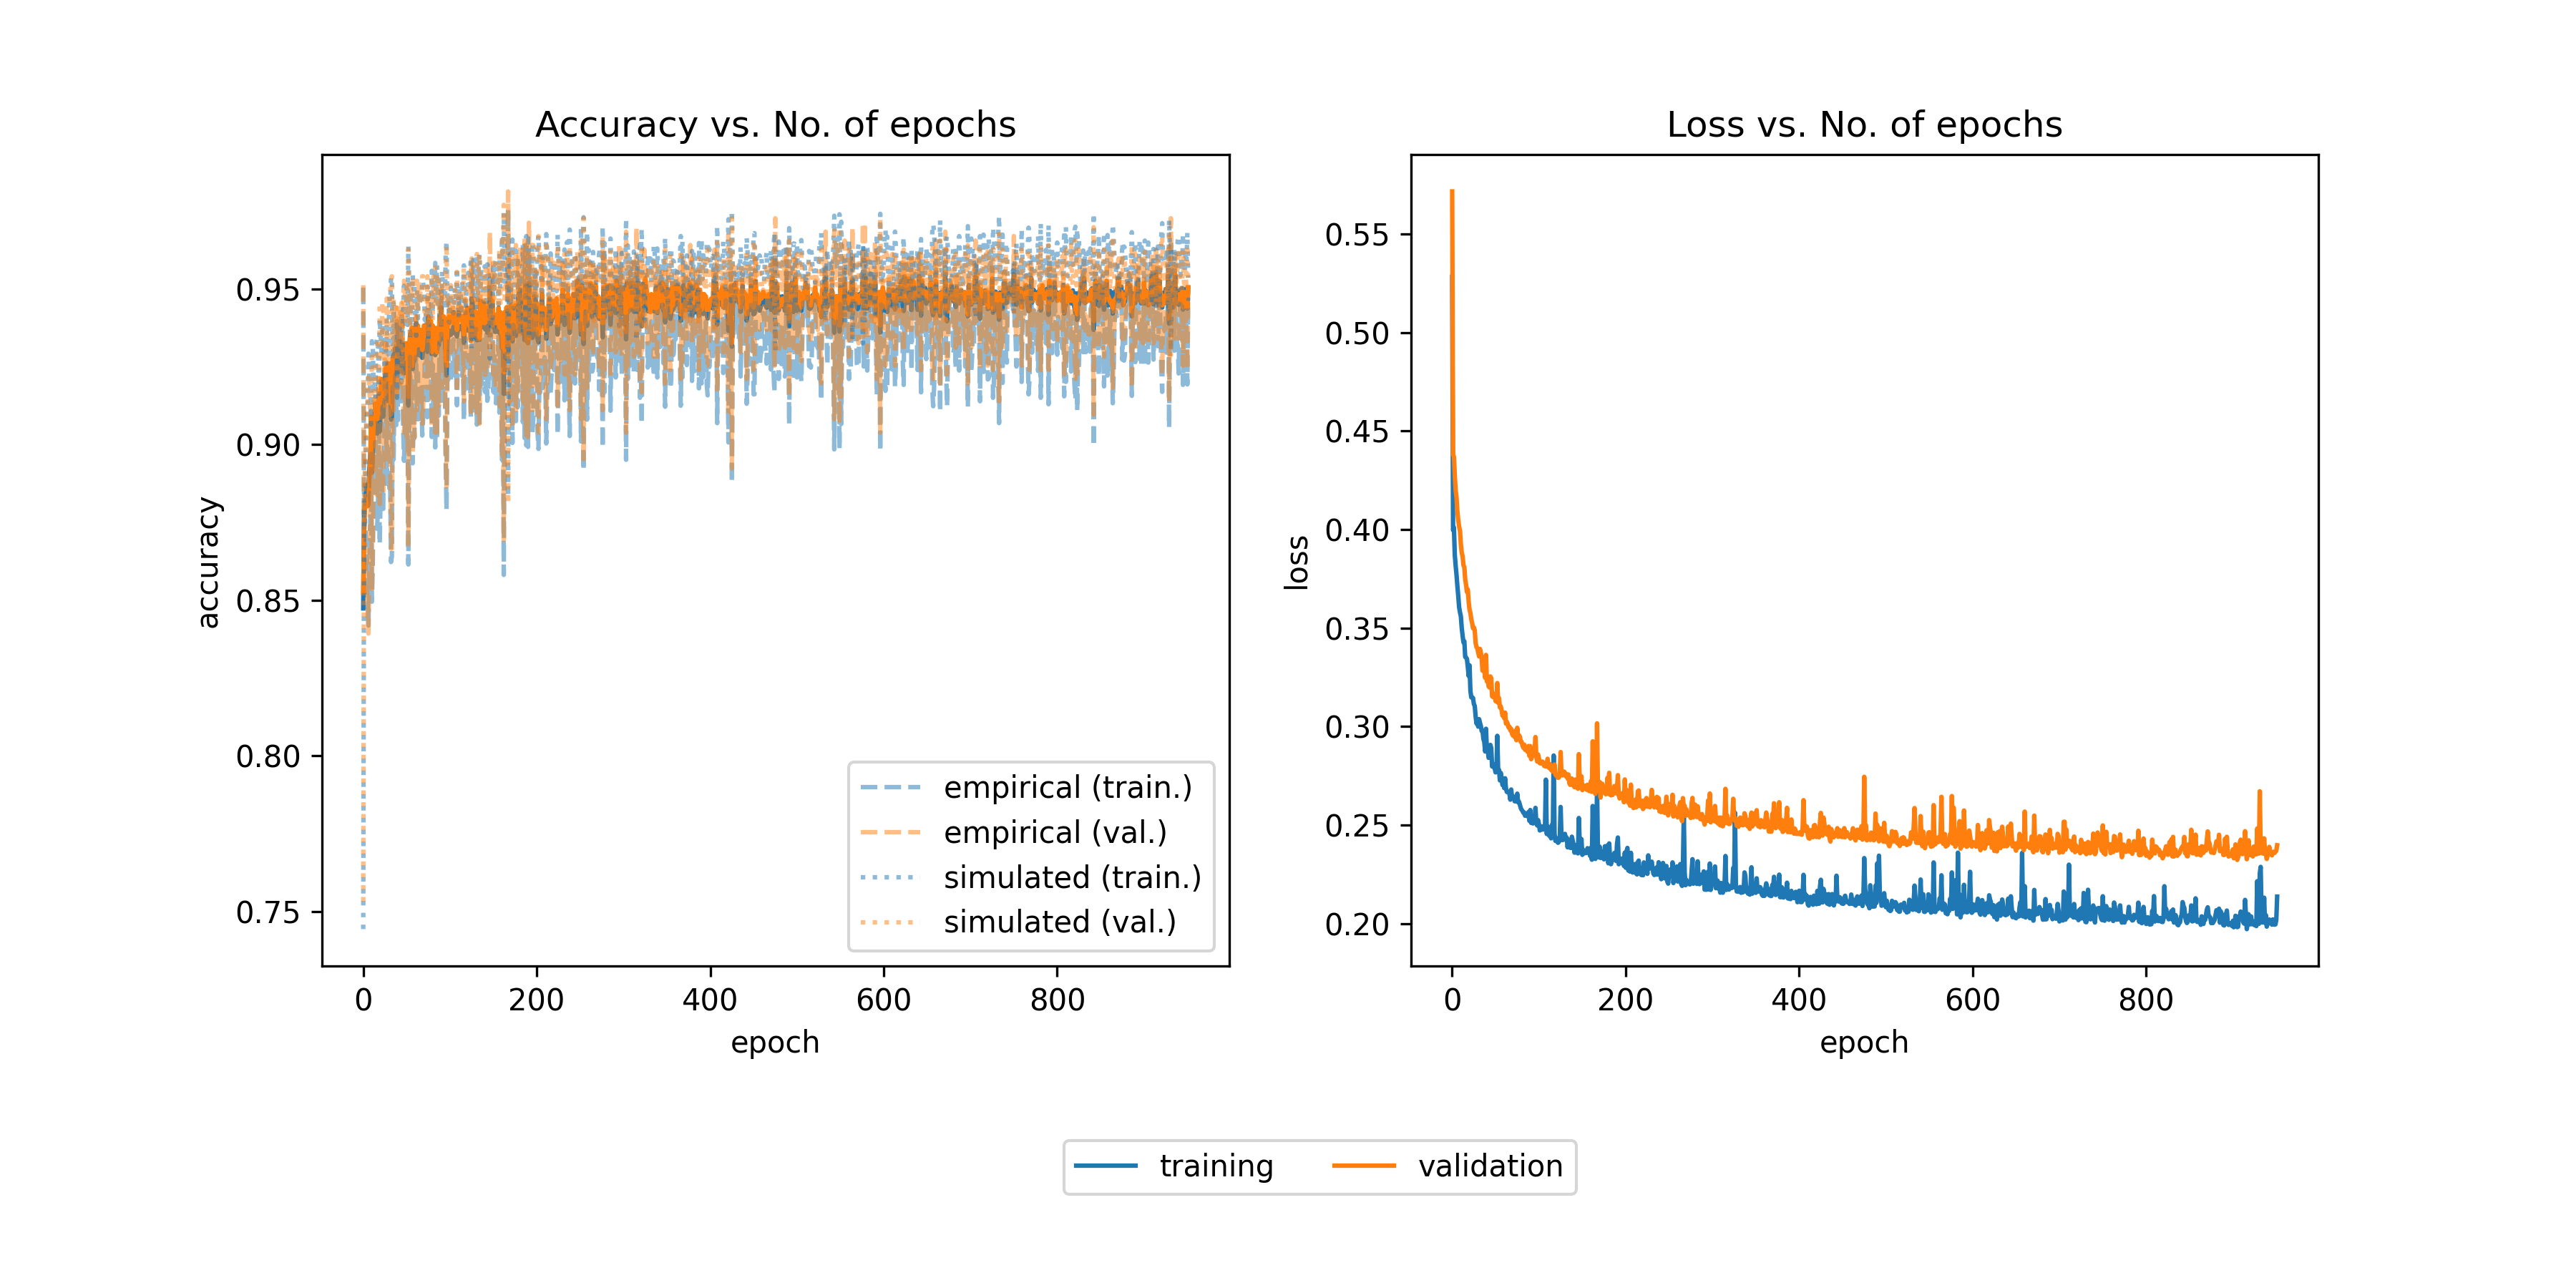 Accuracy vs. No. of epochs
accuracy
0.95
0.90
0.85
0.80
0.75
0 200 400 600 800
epoch
empirical (train.)
empirical (val.)
simulated (train.)
simulated (val.)
Loss vs. No. of epochs
loss
0.55
0.50
0.45
0.40
0.35
0.30
0.25
0.20
0 200 400 600 800
epoch
training validation